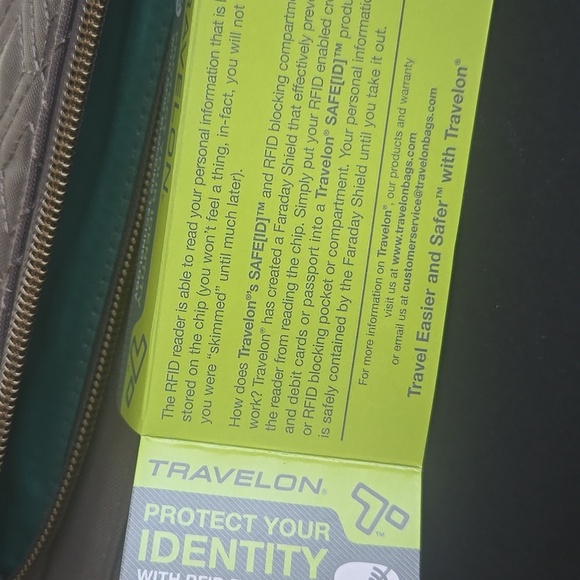 The RFID reader is able to read your personal information that is
stored on the chip (you won't feel a thing, in-fact, you will not
you were "skimmed" until much later).
How does Travelon®'s SAFE[ID]™ and RFID blocking
work? Travelon® has created a Faraday Shield that effectively
the reader from reading the chip. Simply put your RFID enabled
and debit cards or passport into a Travelon® SAFE[ID]™
or RFID blocking pocket or compartment. Your personal
is safely contained by the Faraday Shield until you take it out.
For more information on Travelon®, our products and warranty
visit us at www.travelonbags.com
or email us at customerservice@travelonbags.com
Travel Easier and Safer™ with Travelon®
TRAVELON®
PROTECT YOUR
IDENTITY
WITH